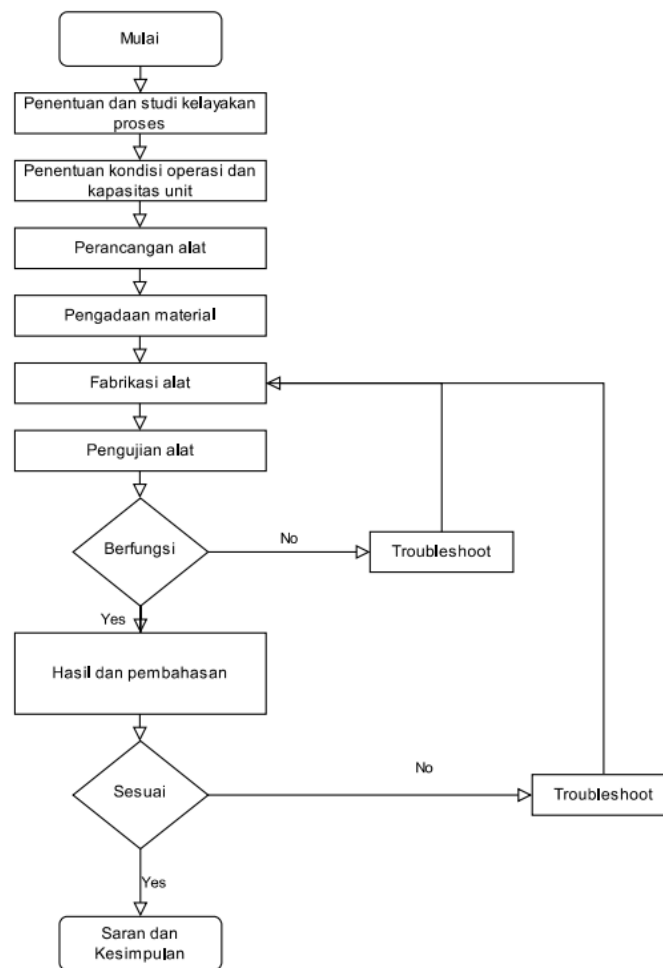 Mulai
Penentuan dan studi kelayakan
proses
Penentuan kondisi operasi dan
kapasitas unit
Perancangan alat
Pengadaan material
Fabrikasi alat
Pengujian alat
Berfungsi
No
Troubleshoot
Yes
Hasil dan pembahasan
Sesuai
No
Troubleshoot
Yes
Saran dan
Kesimpulan